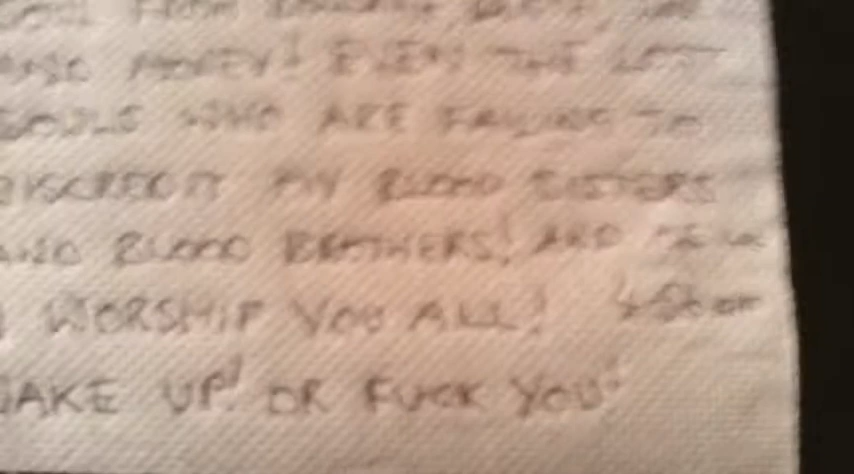 MONEY! EVEN THE LOST
SOULS WHO ARE FAILING TO
DISCREDIT MY BLOOD SISTERS
AND BLOOD BROTHERS! AND
WORSHIP YOU ALL!
WAKE UP! OR FUCK YOU!